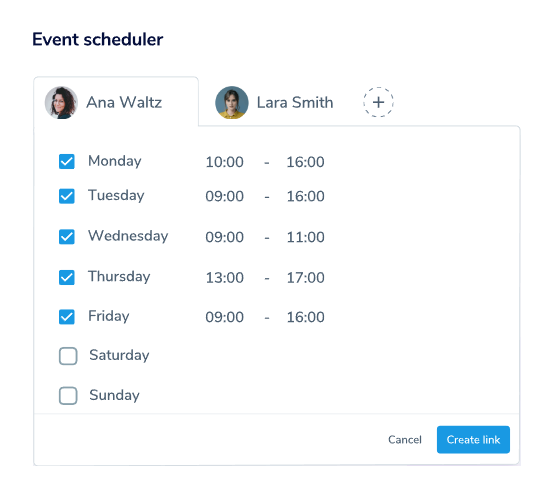 Event scheduler
Ana Waltz Lara Smith +
Monday 10:00 - 16:00
Tuesday 09:00 - 16:00
Wednesday 09:00 - 11:00
Thursday 13:00 - 17:00
Friday 09:00 - 16:00
Saturday
Sunday
Cancel Create link